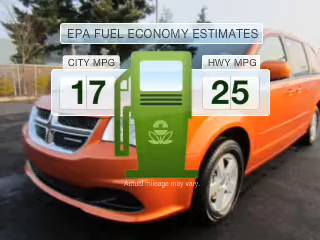 EPA FUEL ECONOMY ESTIMATES
CITY MPG
HWY MPG
17
25
Actual mileage may vary.